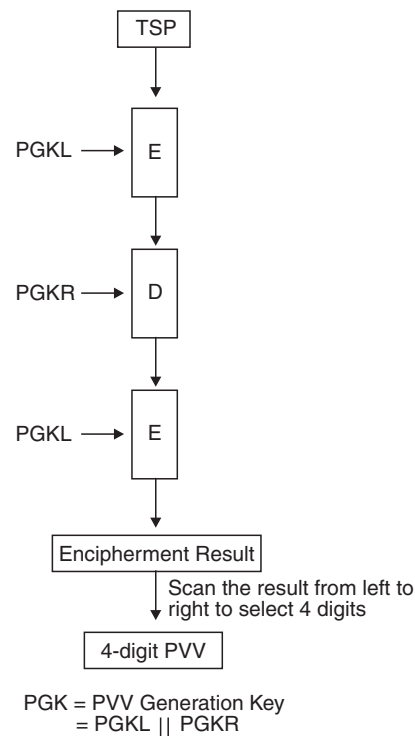 TSP
PGKL
E
PGKR
D
PGKL
E
Encipherment Result
Scan the result from left to
right to select 4 digits
4-digit PVV
PGK = PVV Generation Key
= PGKL || PGKR